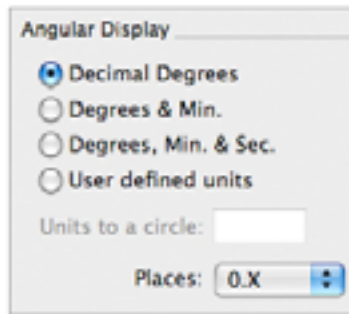 Angular Display
Decimal Degrees
Degrees & Min.
Degrees, Min. & Sec.
User defined units
Units to a circle:
Places: 0.X